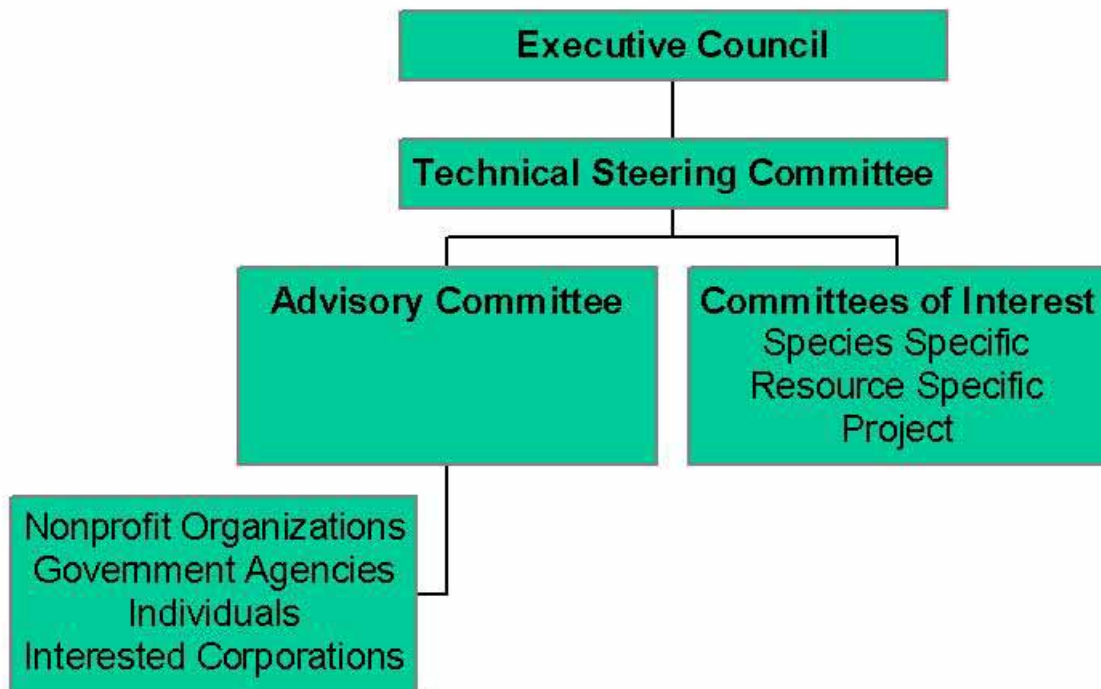 Executive Council
Technical Steering Committee
Advisory Committee
Committees of Interest
Species Specific
Resource Specific
Project
Nonprofit Organizations
Government Agencies
Individuals
Interested Corporations